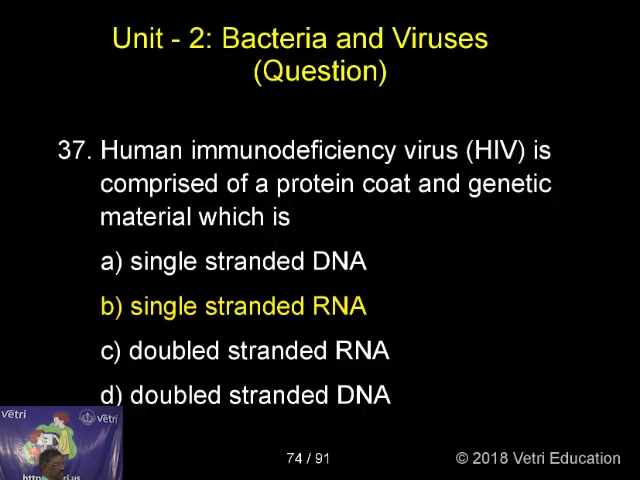 Unit - 2: Bacteria and Viruses
(Question)
37. Human immunodeficiency virus (HIV) is
comprised of a protein coat and genetic
material which is
a) single stranded DNA
b) single stranded RNA
c) doubled stranded RNA
d) doubled stranded DNA
vetri
vetri
74 / 91
© 2018 Vetri Education